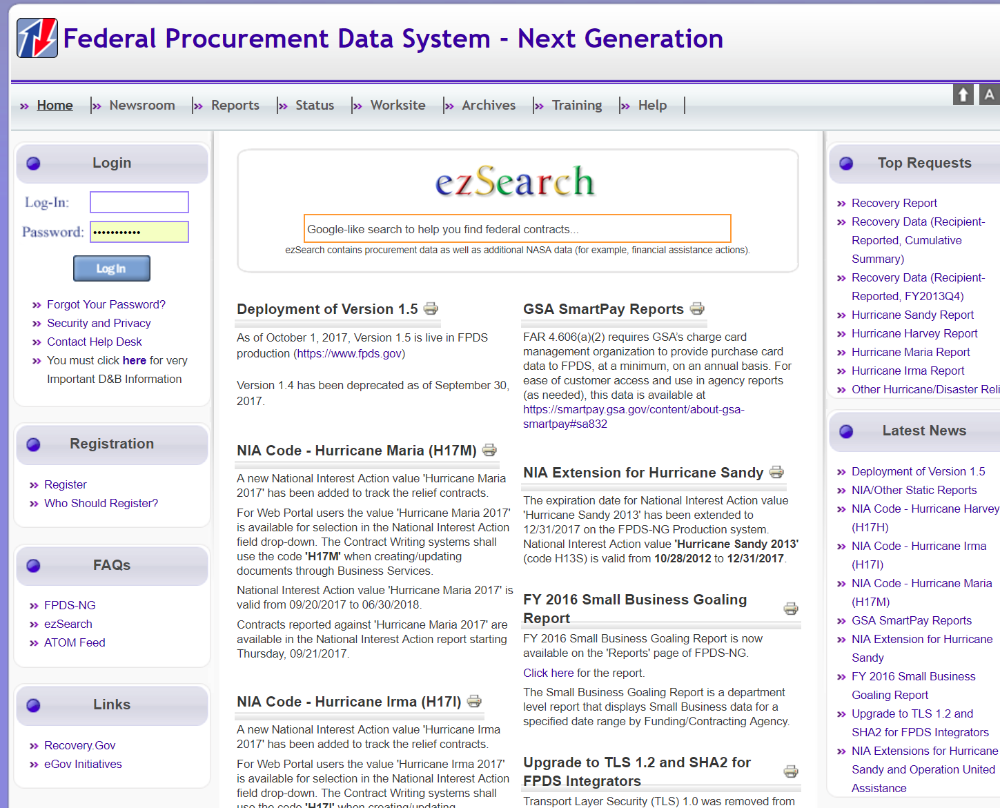 Federal Procurement Data System - Next Generation
Home
Newsroom
Reports
Status
Worksite
Archives
Training
Help
A
Login
Log-In:
Password:
•••••••••••
Log In
Forgot Your Password?
Security and Privacy
Contact Help Desk
You must click here for very
Important D&B Information
Registration
Register
Who Should Register?
FAQs
FPDS-NG
ezSearch
ATOM Feed
Links
Recovery.Gov
eGov Initiatives
ezSearch
Google-like search to help you find federal contracts...
ezSearch contains procurement data as well as additional NASA data (for example, financial assistance actions).
Deployment of Version 1.5
As of October 1, 2017, Version 1.5 is live in FPDS
production (https://www.fpds.gov)
Version 1.4 has been deprecated as of September 30,
2017.
NIA Code - Hurricane Maria (H17M)
A new National Interest Action value 'Hurricane Maria
2017' has been added to track the relief contracts.
For Web Portal users the value 'Hurricane Maria 2017'
is available for selection in the National Interest Action
field drop-down. The Contract Writing systems shall
use the code 'H17M' when creating/updating
documents through Business Services.
National Interest Action value 'Hurricane Maria 2017' is
valid from 09/20/2017 to 06/30/2018.
Contracts reported against 'Hurricane Maria 2017' are
available in the National Interest Action report starting
Thursday, 09/21/2017.
NIA Code - Hurricane Irma (H17I)
A new National Interest Action value 'Hurricane Irma
2017' has been added to track the relief contracts.
For Web Portal users the value 'Hurricane Irma 2017'
is available for selection in the National Interest Action
field drop-down. The Contract Writing systems shall
use the code 'H17I' when creating/updating
GSA SmartPay Reports
FAR 4.606(a)(2) requires GSA's charge card
management organization to provide purchase card
data to FPDS, at a minimum, on an annual basis. For
ease of customer access and use in agency reports
(as needed), this data is available at
https://smartpay.gsa.gov/content/about-gsa-
smartpay#sa832
NIA Extension for Hurricane Sandy
The expiration date for National Interest Action value
'Hurricane Sandy 2013' has been extended to
12/31/2017 on the FPDS-NG Production system.
National Interest Action value 'Hurricane Sandy 2013'
(code H13S) is valid from 10/28/2012 to 12/31/2017.
FY 2016 Small Business Goaling
Report
FY 2016 Small Business Goaling Report is now
available on the 'Reports' page of FPDS-NG.
Click here for the report.
The Small Business Goaling Report is a department
level report that displays Small Business data for a
specified date range by Funding/Contracting Agency.
Upgrade to TLS 1.2 and SHA2 for
FPDS Integrators
Transport Layer Security (TLS) 1.0 was removed from
Top Requests
Recovery Report
Recovery Data (Recipient-
Reported, Cumulative
Summary)
Recovery Data (Recipient-
Reported, FY2013Q4)
Hurricane Sandy Report
Hurricane Harvey Report
Hurricane Maria Report
Hurricane Irma Report
Other Hurricane/Disaster Reli
Latest News
Deployment of Version 1.5
NIA/Other Static Reports
NIA Code - Hurricane Harvey
(H17H)
NIA Code - Hurricane Irma
(H17I)
NIA Code - Hurricane Maria
(H17M)
GSA SmartPay Reports
NIA Extension for Hurricane
Sandy
FY 2016 Small Business
Goaling Report
Upgrade to TLS 1.2 and
SHA2 for FPDS Integrators
NIA Extensions for Hurricane
Sandy and Operation United
Assistance